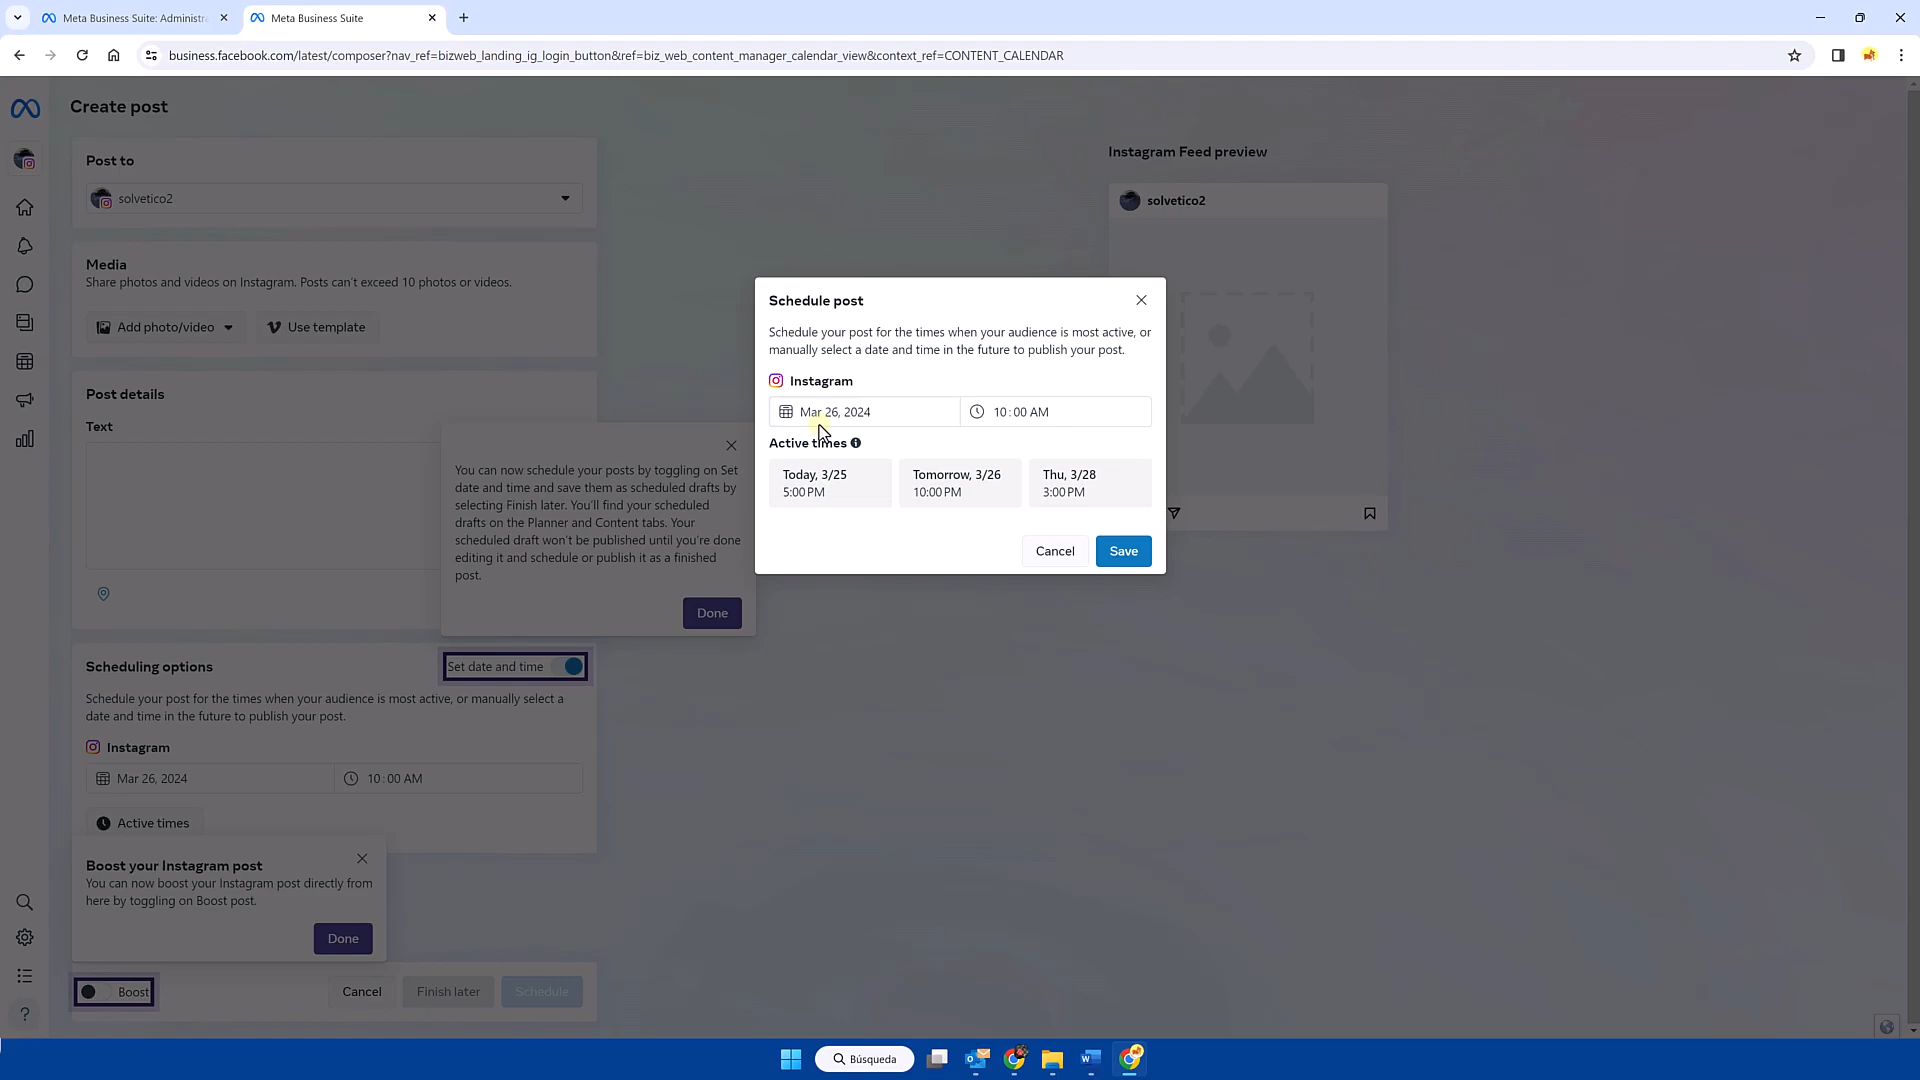 Meta Business Suite: Administra
Meta Business Suite
business.facebook.com/latest/composer?nav_ref=bizweb_landing_ig_login_button&ref=biz_web_content_manager_calendar_view&context_ref=CONTENT_CALENDAR
Create post
Post to
solvetico2
Media
Share photos and videos on Instagram. Posts can't exceed 10 photos or videos.
Add photo/video
Use template
Post details
Text
You can now schedule your posts by toggling on Set
date and time and save them as scheduled drafts by
selecting Finish later. You'll find your scheduled
drafts on the Planner and Content tabs. Your
scheduled draft won't be published until you're done
editing it and schedule or publish it as a finished
post.
Done
Scheduling options
Set date and time
Schedule your post for the times when your audience is most active, or manually select a
date and time in the future to publish your post.
Instagram
Mar 26, 2024
10:00 AM
Active times
Boost your Instagram post
You can now boost your Instagram post directly from
here by toggling on Boost post.
Done
Boost
Cancel
Finish later
Schedule
Schedule post
Schedule your post for the times when your audience is most active, or
manually select a date and time in the future to publish your post.
Instagram
Mar 26, 2024
10:00 AM
Active times
Today, 3/25
5:00 PM
Tomorrow, 3/26
10:00 PM
Thu, 3/28
3:00 PM
Cancel
Save
Instagram Feed preview
solvetico2
Búsqueda